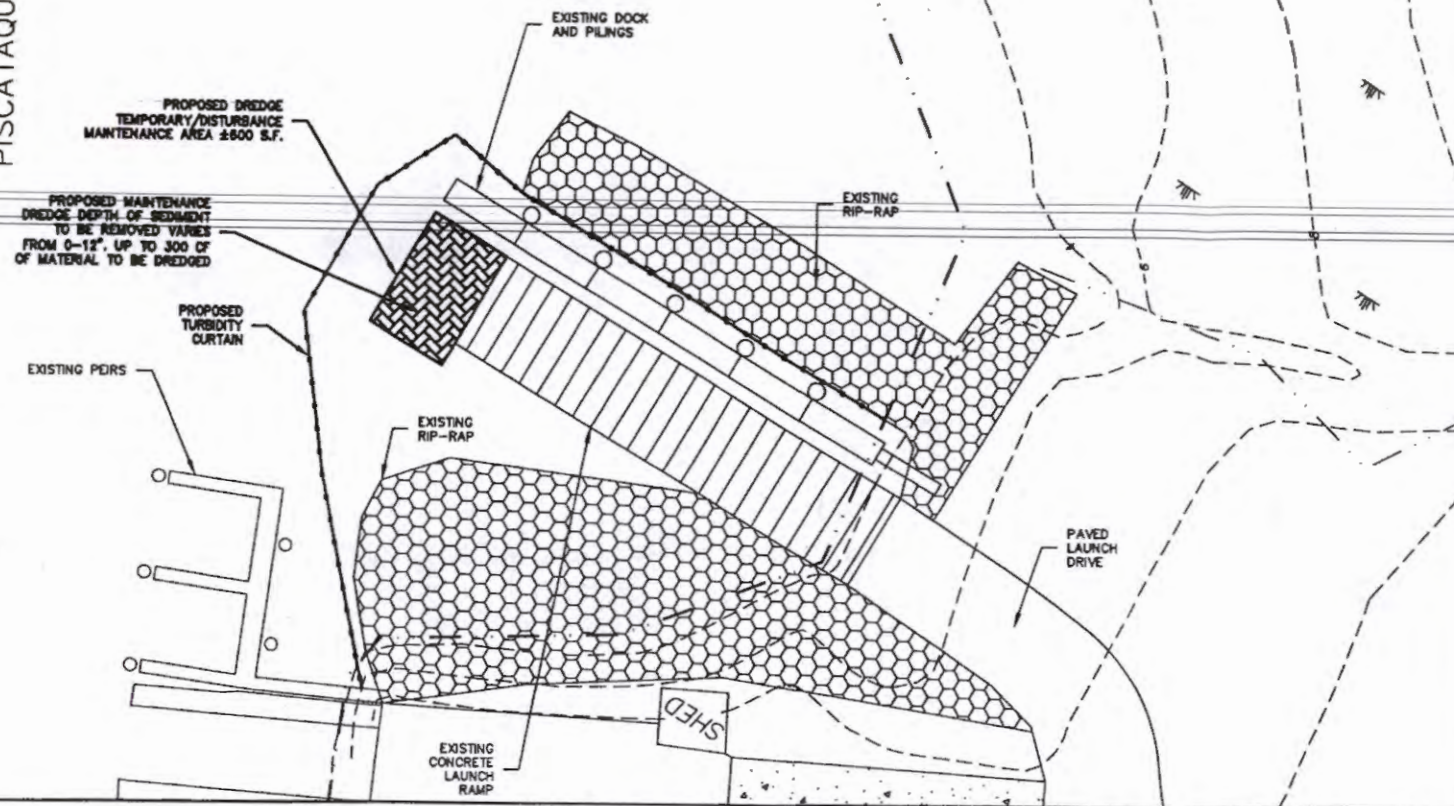 PISCATAQU
EXISTING DOCK
AND PILINGS
PROPOSED DREDGE
TEMPORARY/DISTURBANCE
MAINTENANCE AREA ±600 S.F.
PROPOSED MAINTENANCE
DREDGE DEPTH OF SEDIMENT
TO BE REMOVED VARIES
FROM 0-12", UP TO 300 CF
OF MATERIAL TO BE DREDGED
EXISTING
RIP-RAP
PROPOSED
TURBIDITY
CURTAIN
EXISTING PEIRS
EXISTING
RIP-RAP
PAVED
LAUNCH
DRIVE
SHED
EXISTING
CONCRETE
LAUNCH
RAMP